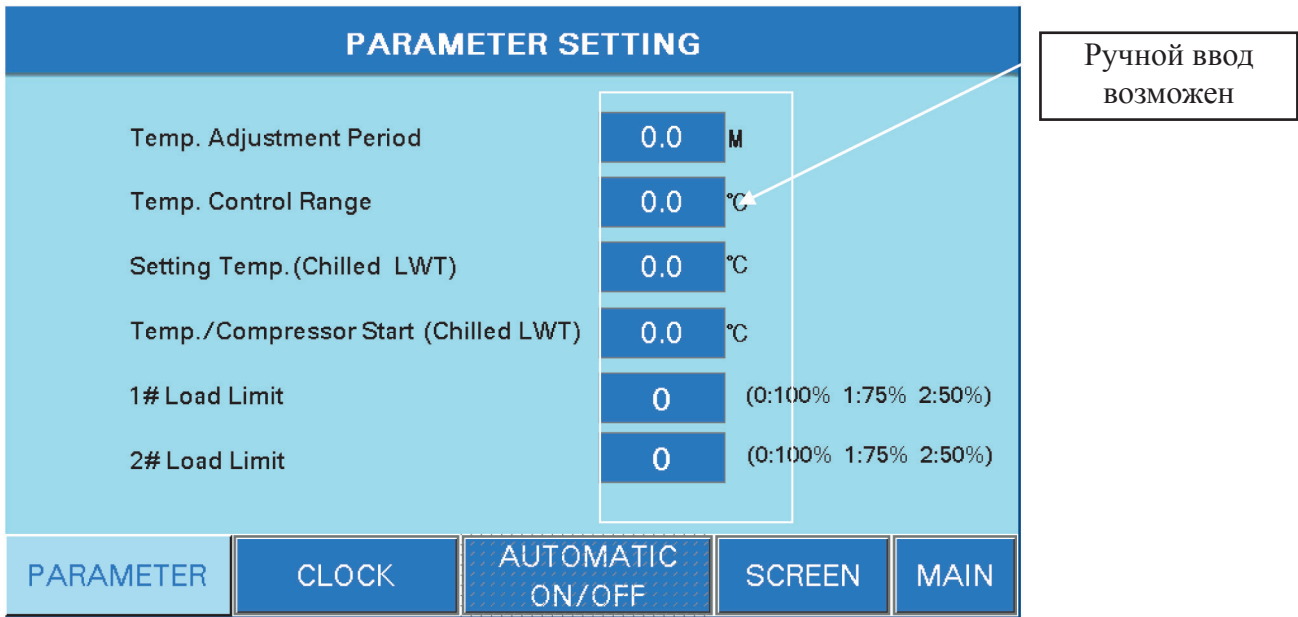 PARAMETER SETTING
Ручной ввод
возможен
Temp. Adjustment Period 0.0 M
Temp. Control Range 0.0 °C
Setting Temp.(Chilled LWT) 0.0 °C
Temp./Compressor Start (Chilled LWT) 0.0 °C
1# Load Limit 0 (0:100% 1:75% 2:50%)
2# Load Limit 0 (0:100% 1:75% 2:50%)
PARAMETER CLOCK AUTOMATIC SCREEN MAIN
ON/OFF